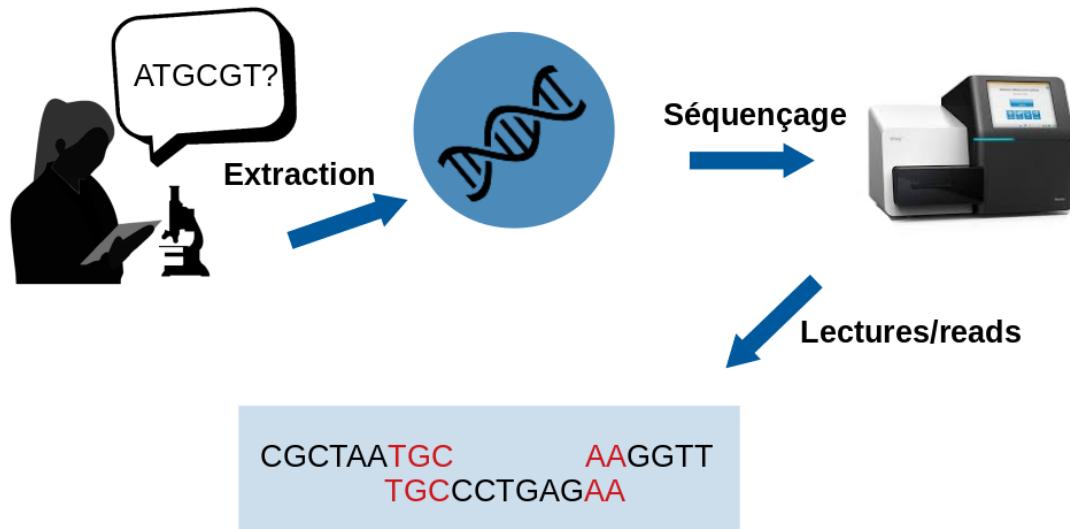 ATGCGT?
Extraction
Séquençage
Lectures/reads
CGCTAATGC AAGGTT
TGCCCTGAGAA